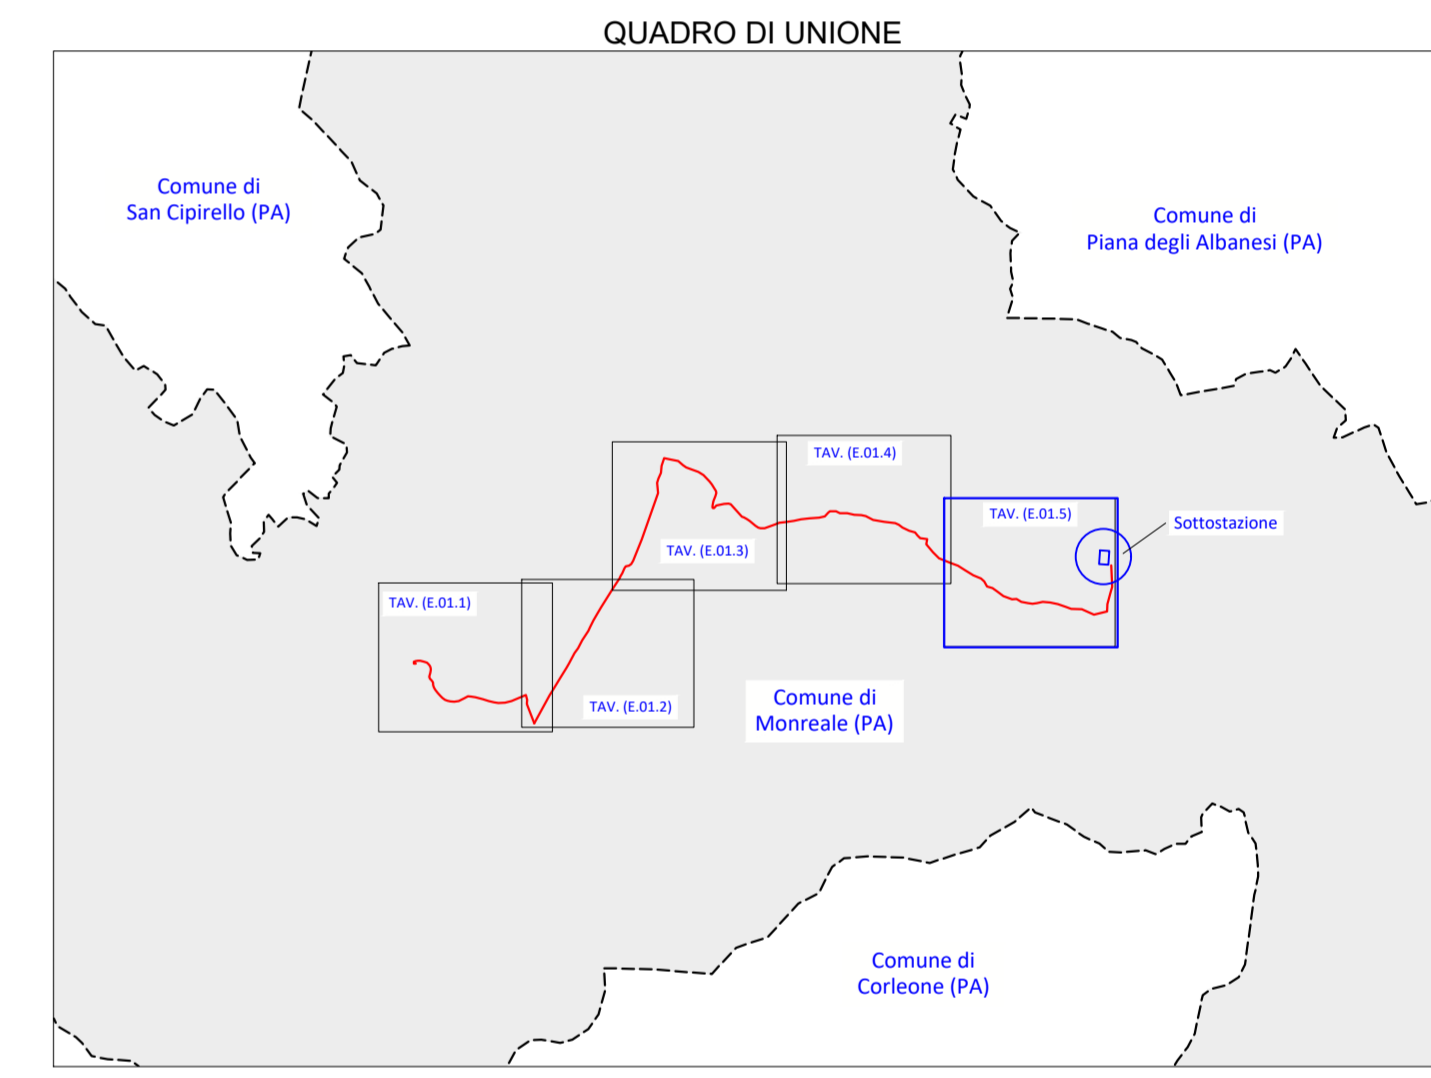 QUADRO DI UNIONE
Comune di
San Cipirello (PA)
Comune di
Piana degli Albanesi (PA)
TAV. (E.01.4)
TAV. (E.01.5)
Sottostazione
TAV. (E.01.3)
TAV. (E.01.1)
TAV. (E.01.2)
Comune di
Monreale (PA)
Comune di
Corleone (PA)